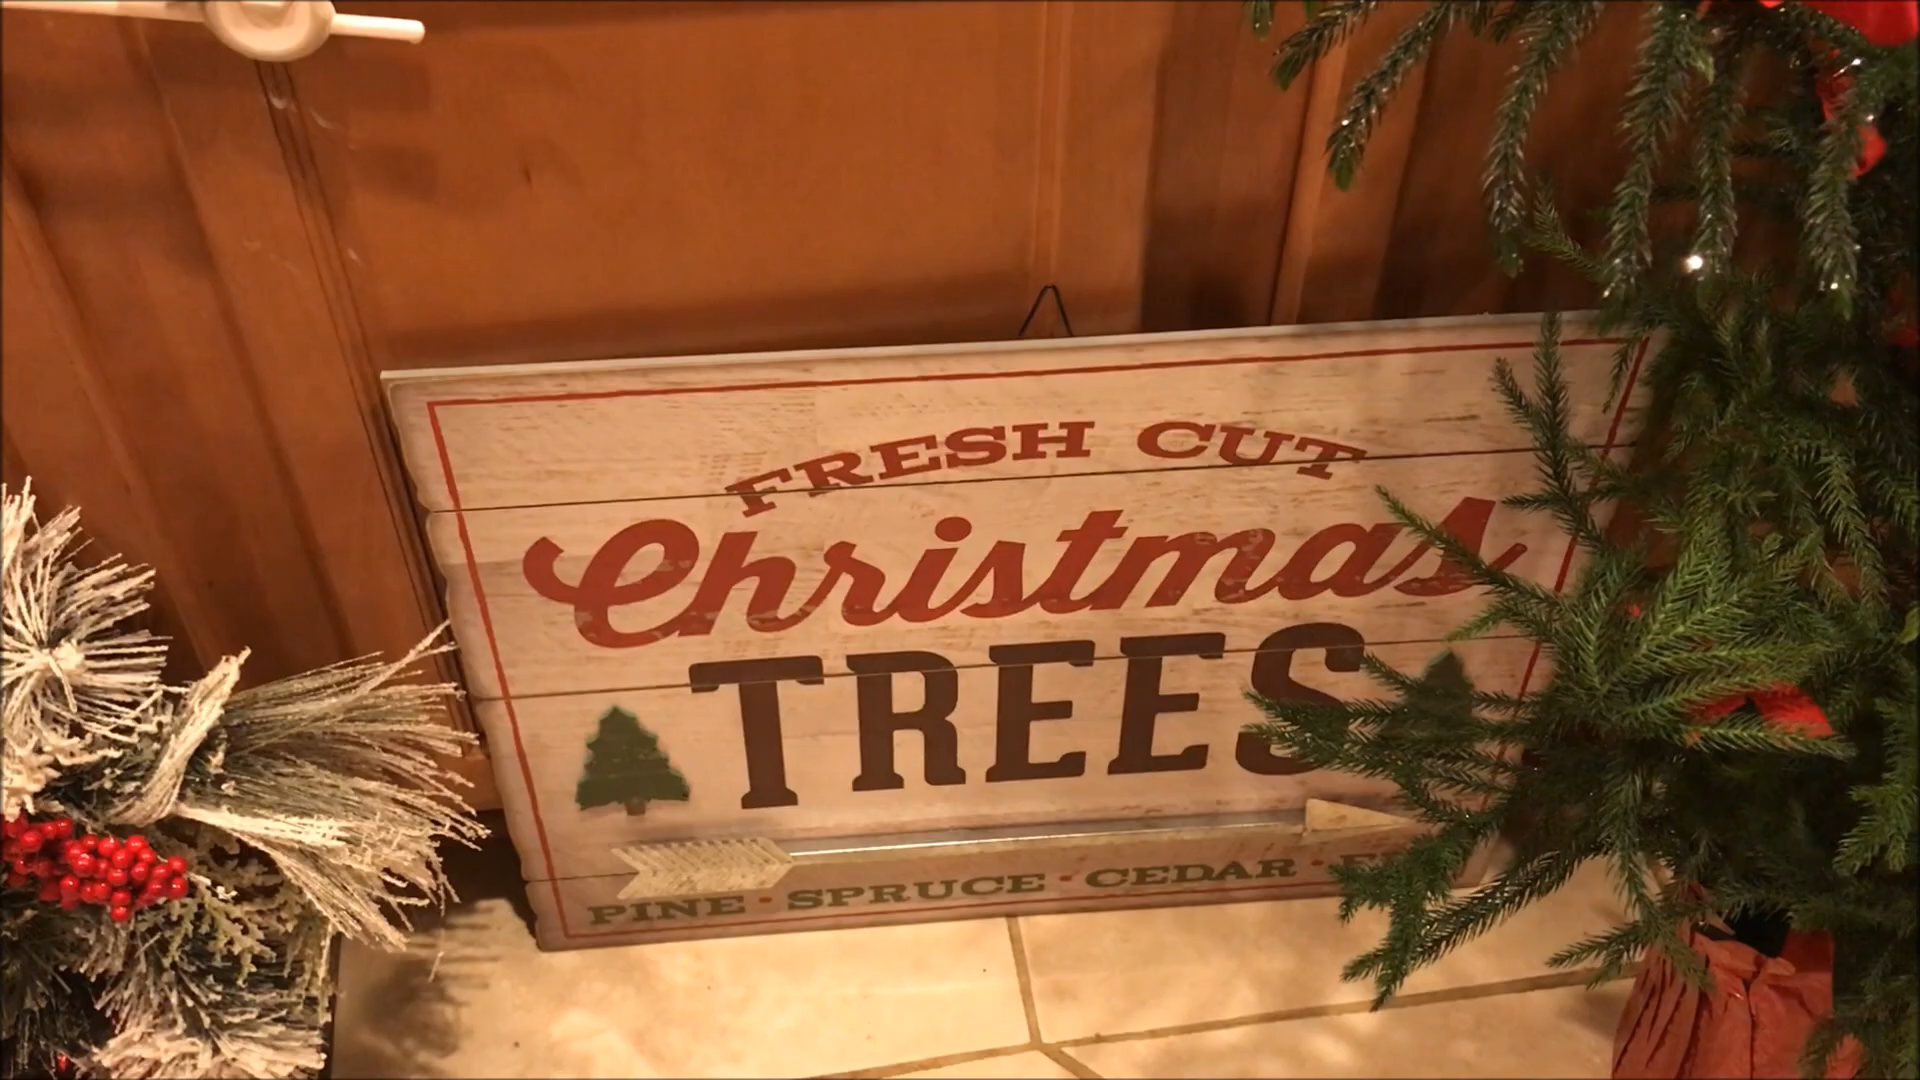 FRESH CUT
Christmas
TREES
PINE · SPRUCE · CEDAR ·